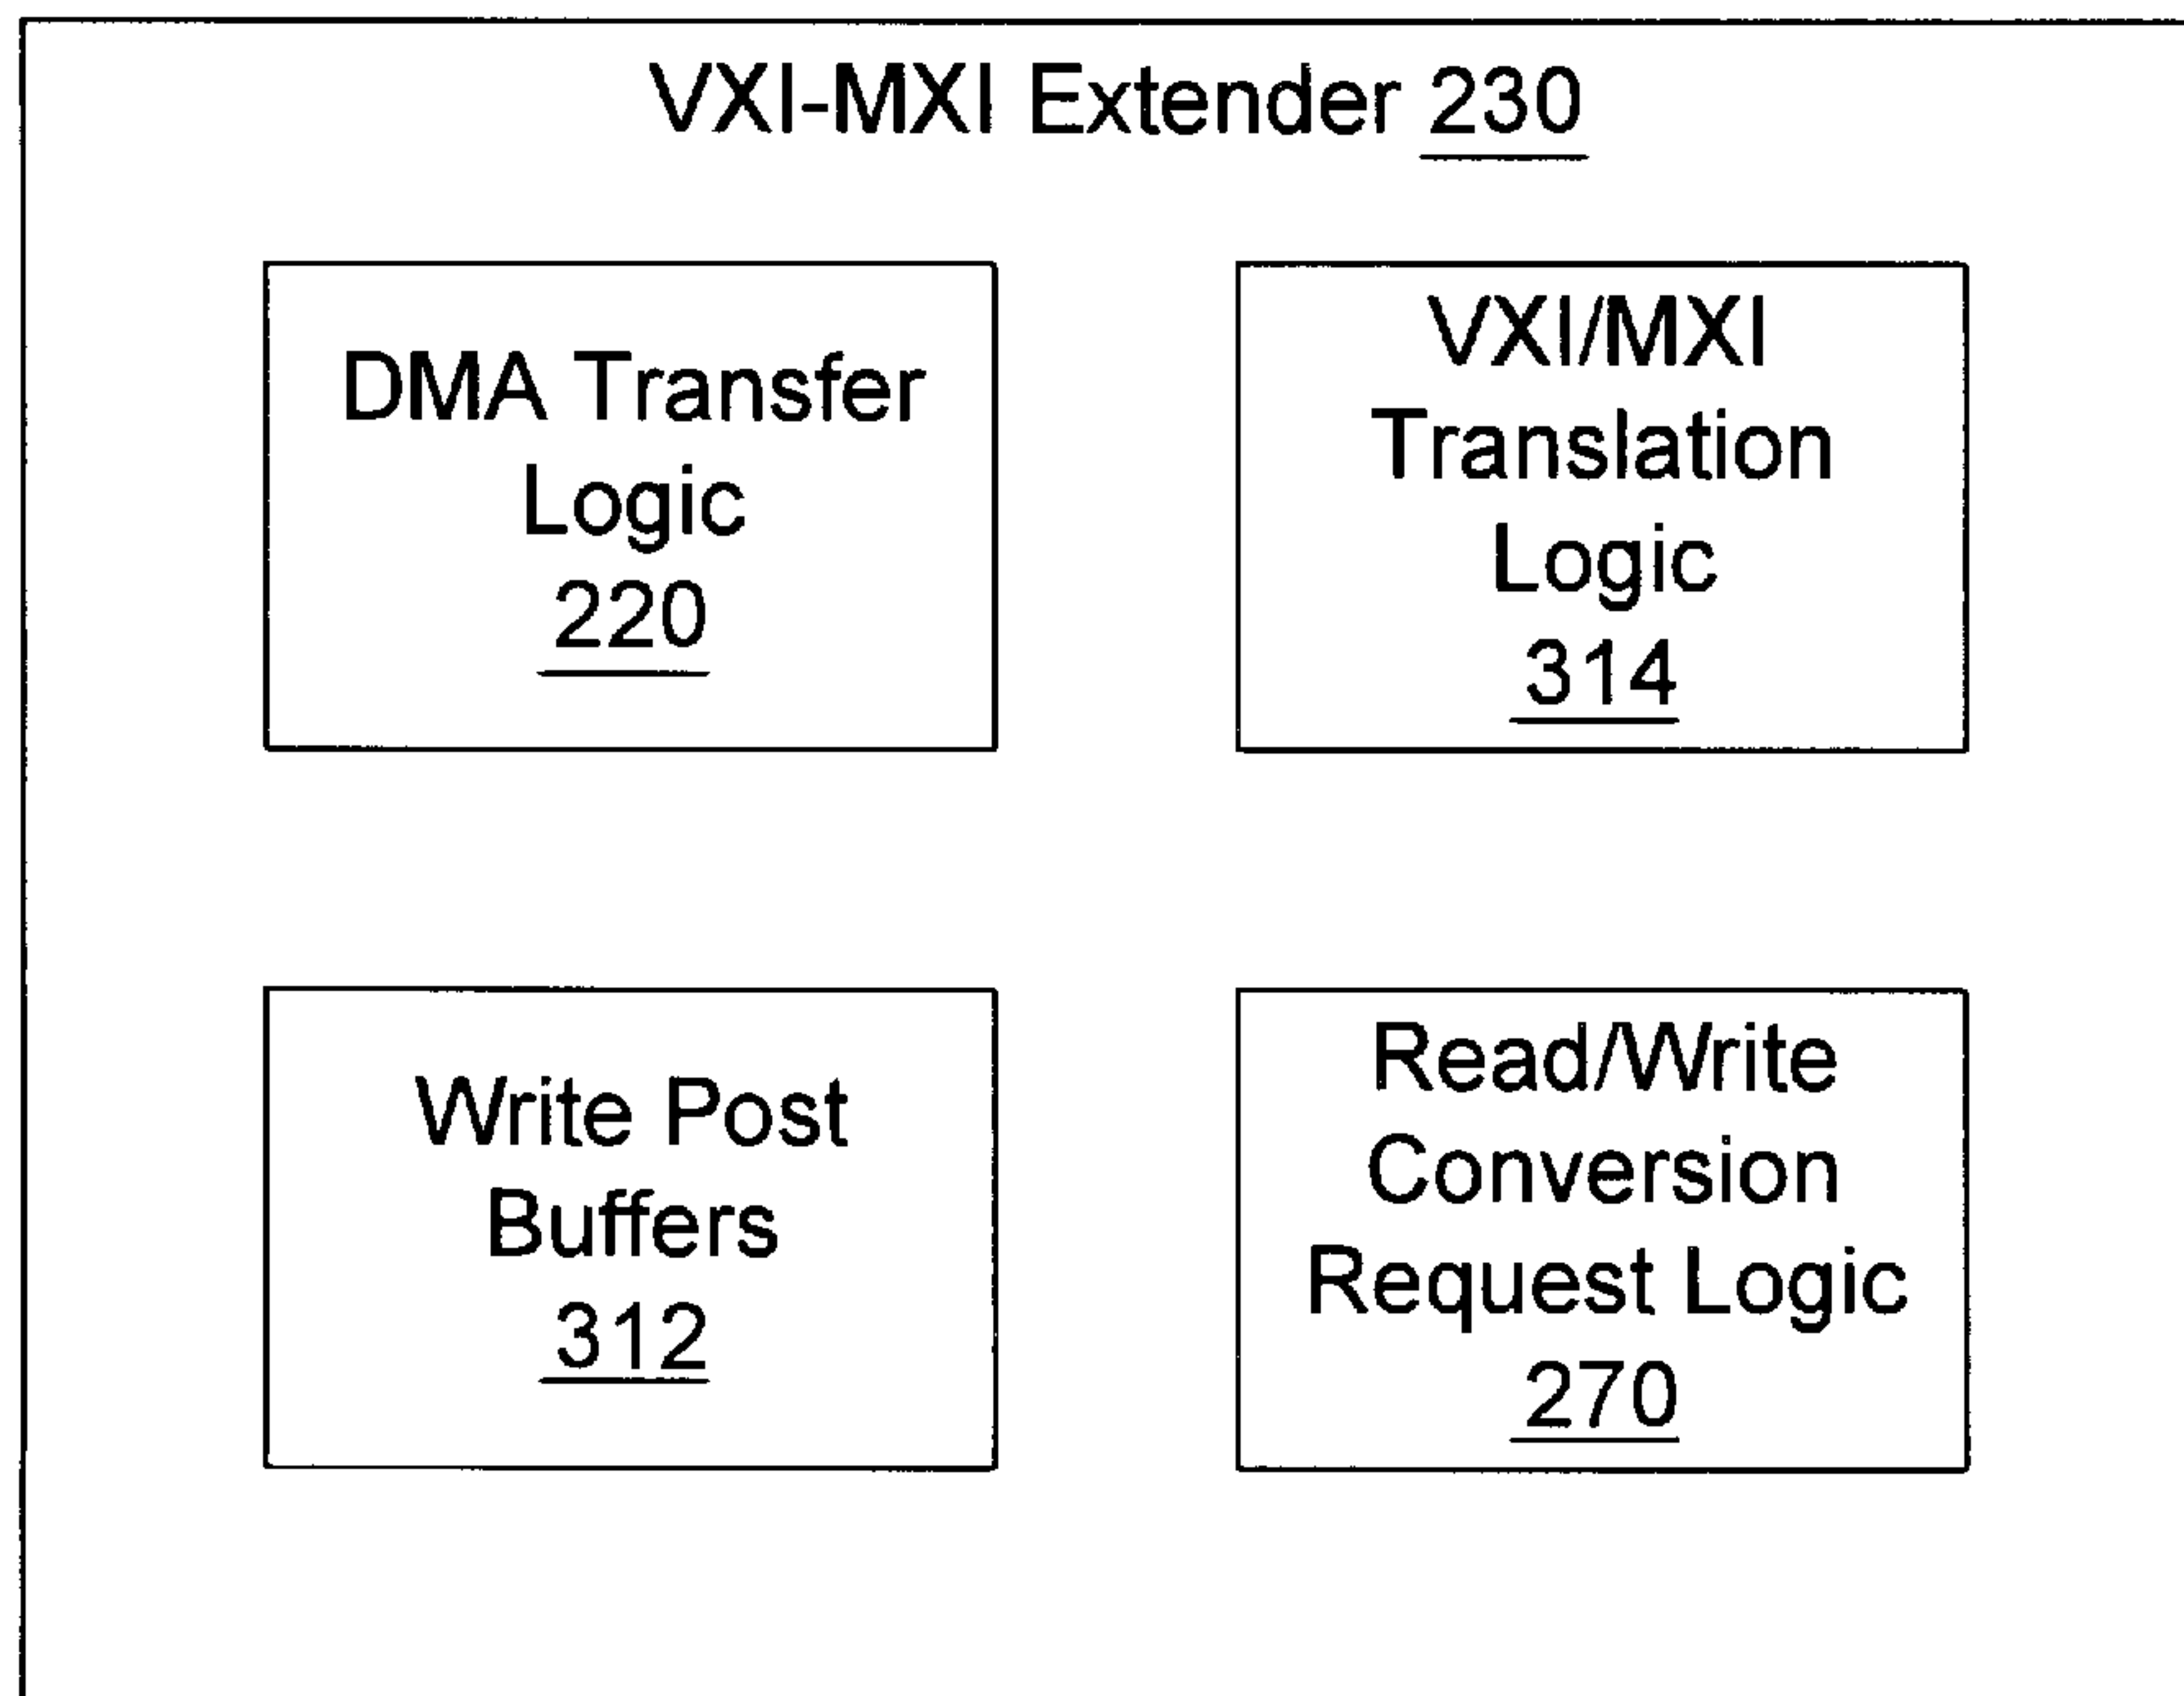 VXI-MXI Extender 230
DMA Transfer
Logic
220
VXI/MXI
Translation
Logic
314
Write Post
Buffers
312
Read/Write
Conversion
Request Logic
270